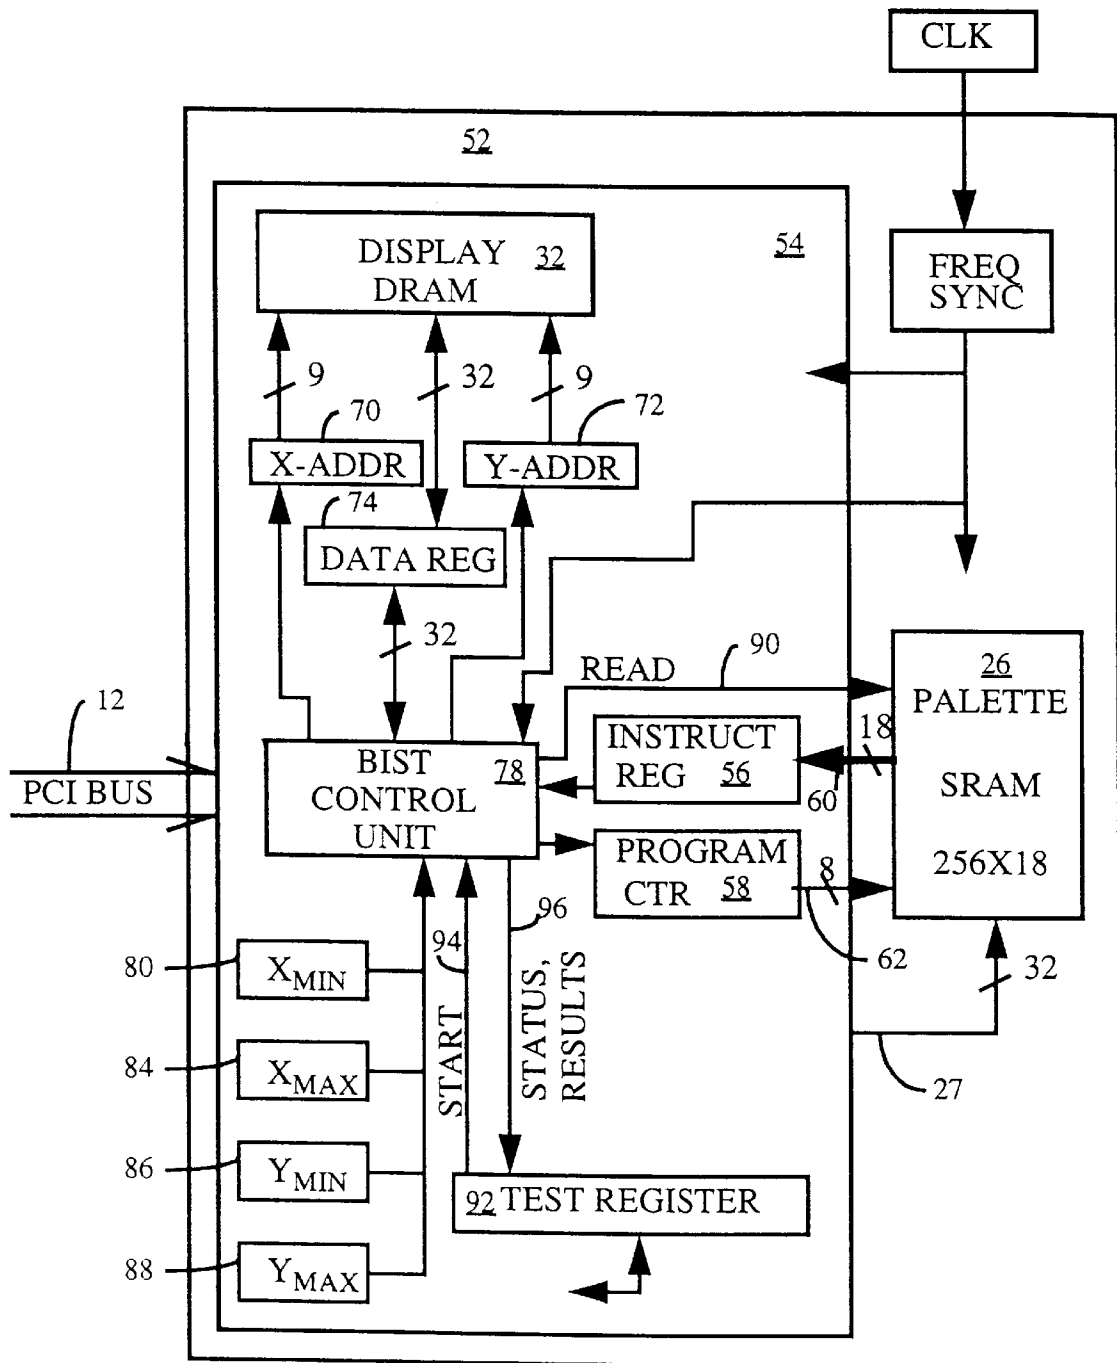 CLK
52
DISPLAY 32
DRAM
54
FREQ
SYNC
9
32
9
70
72
X-ADDR
Y-ADDR
74
DATA REG
32
READ
90
12
PCI BUS
BIST 78
CONTROL
UNIT
INSTRUCT
REG 56
18
60
26
PALETTE
SRAM
256X18
PROGRAM
CTR 58
8
62
96
94
START
STATUS,
RESULTS
32
27
80
XMIN
84
XMAX
86
YMIN
88
YMAX
92 TEST REGISTER